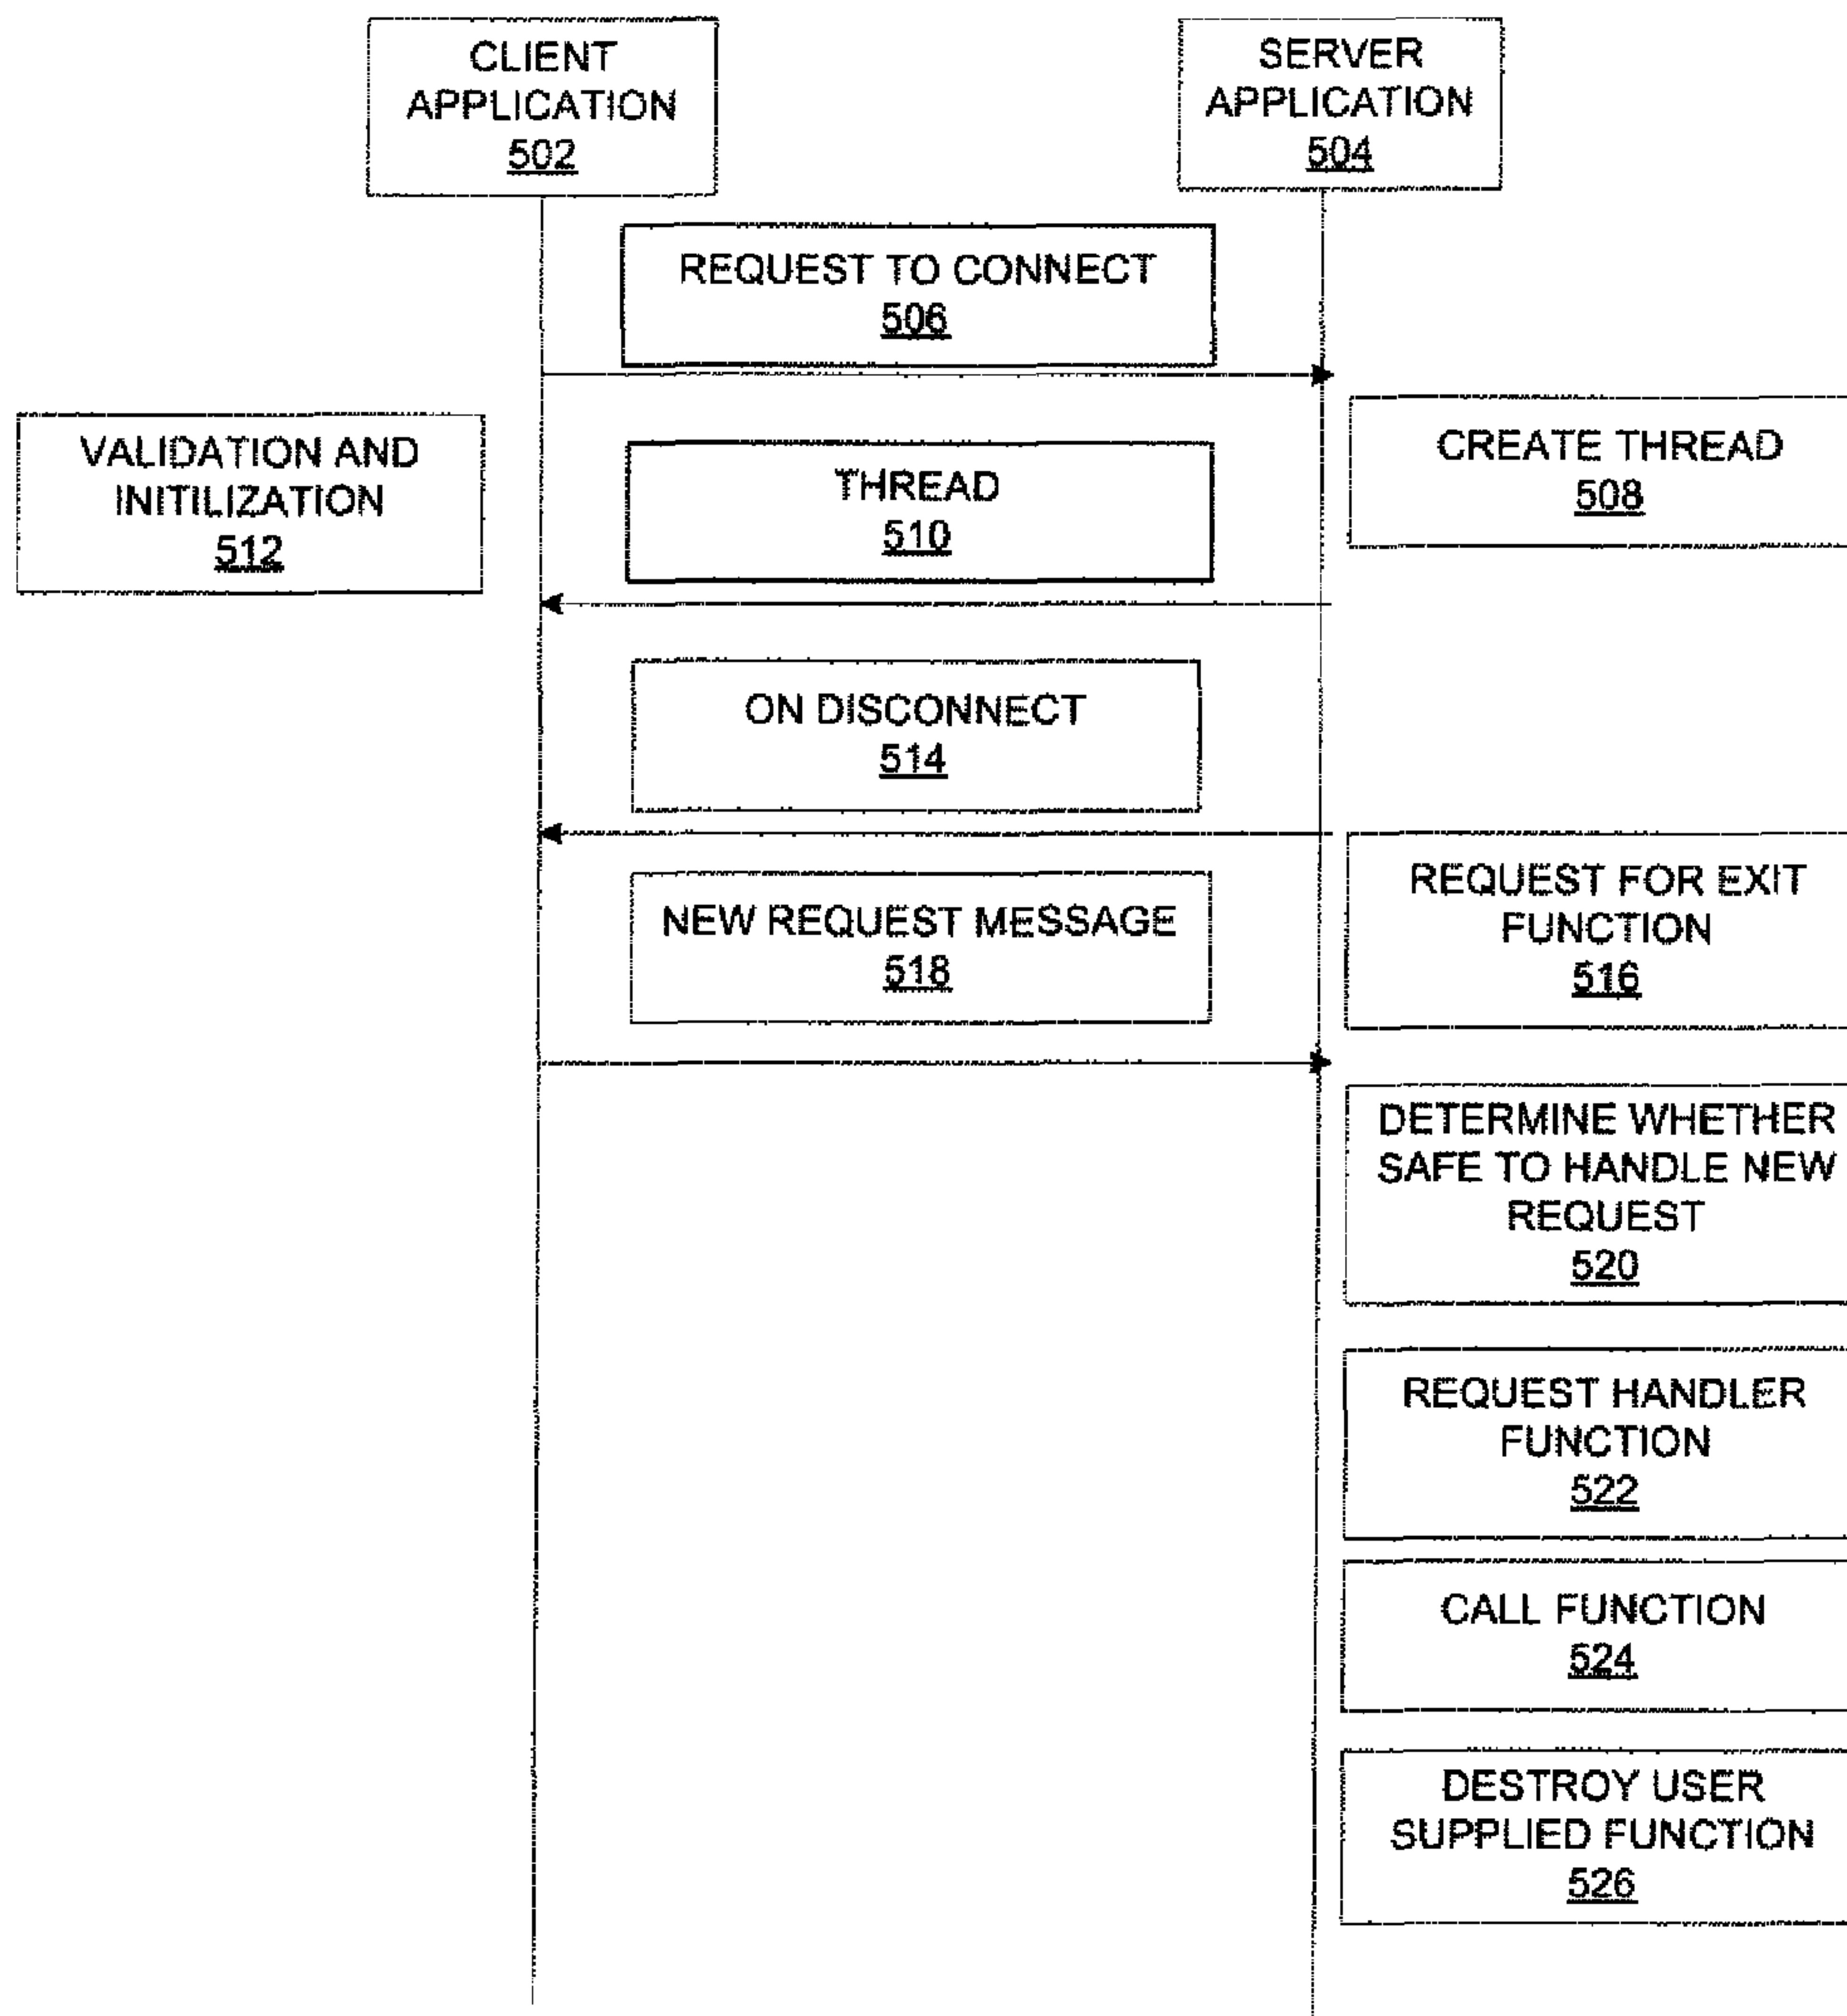 CLIENT
APPLICATION
502
SERVER
APPLICATION
504
REQUEST TO CONNECT
506
VALIDATION AND
INITILIZATION
512
THREAD
510
CREATE THREAD
508
ON DISCONNECT
514
NEW REQUEST MESSAGE
518
REQUEST FOR EXIT
FUNCTION
516
DETERMINE WHETHER
SAFE TO HANDLE NEW
REQUEST
520
REQUEST HANDLER
FUNCTION
522
CALL FUNCTION
524
DESTROY USER
SUPPLIED FUNCTION
526